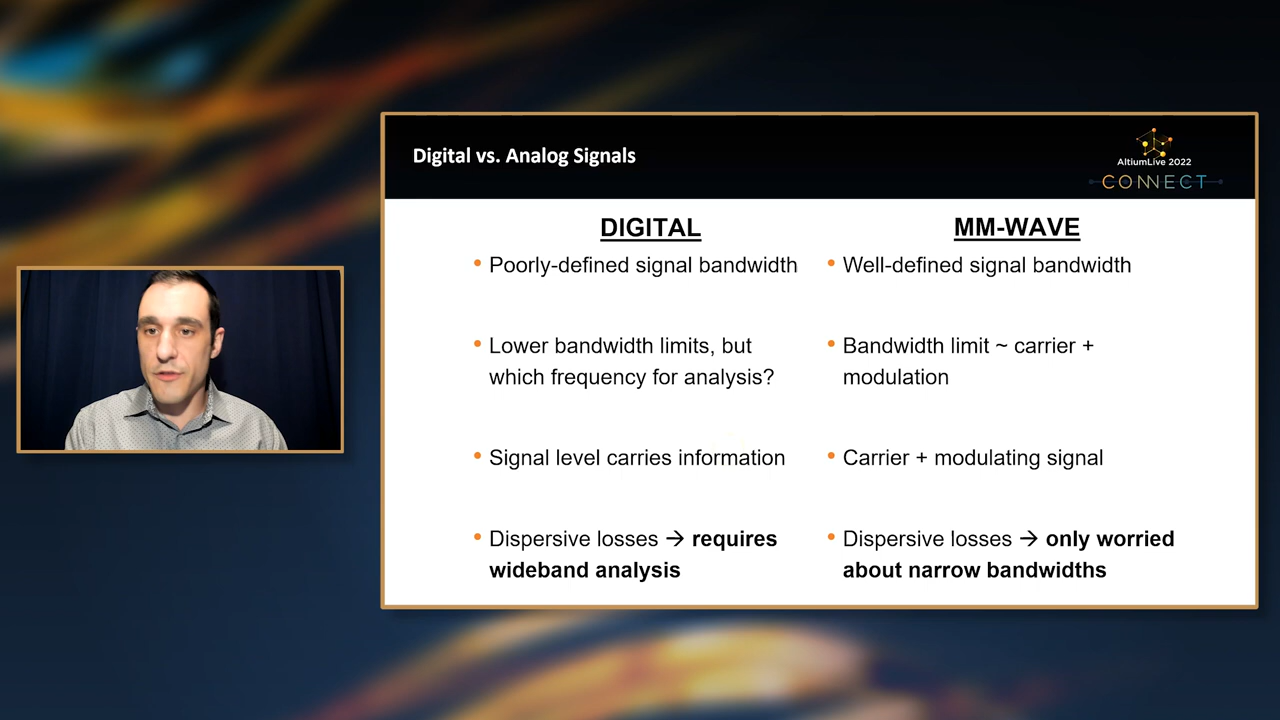 Digital vs. Analog Signals
AltiumLive 2022
CONNECT
DIGITAL
• Poorly-defined signal bandwidth
• Lower bandwidth limits, but
which frequency for analysis?
• Signal level carries information
• Dispersive losses → requires
wideband analysis
MM-WAVE
• Well-defined signal bandwidth
• Bandwidth limit ~ carrier +
modulation
• Carrier + modulating signal
• Dispersive losses → only worried
about narrow bandwidths